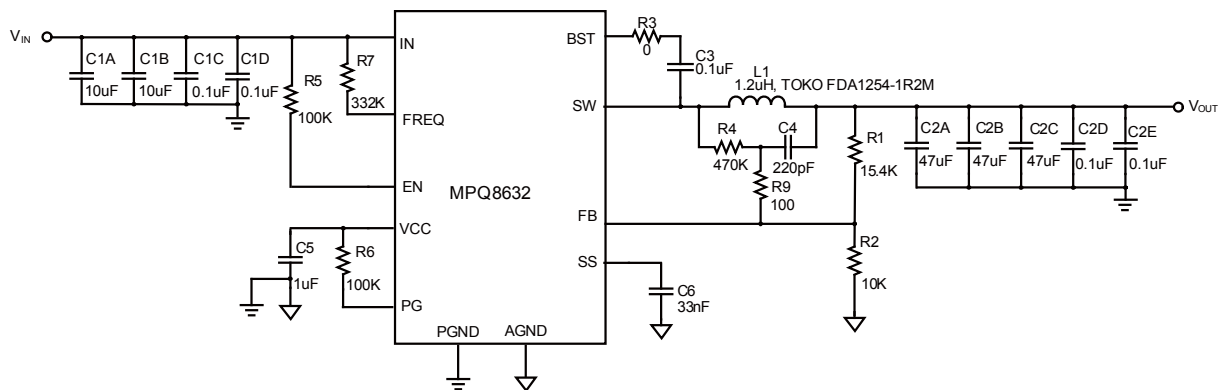 R3
BST
0
VIN
IN
C1A
C1B
C1C
C1D
R7
C3
0.1uF
R5
L1
1.2uH, TOKO FDA1254-1R2M
10uF
10uF
0.1uF
0.1uF
332K
SW
VOUT
100K
FREQ
R4
C4
R1
C2A
C2B
C2C
C2D
C2E
470K
220pF
15.4K
47uF
47uF
47uF
0.1uF
0.1uF
EN
MPQ8632
R9
100
FB
VCC
C5
R6
R2
SS
1uF
100K
10K
C6
33nF
PG
PGND
AGND